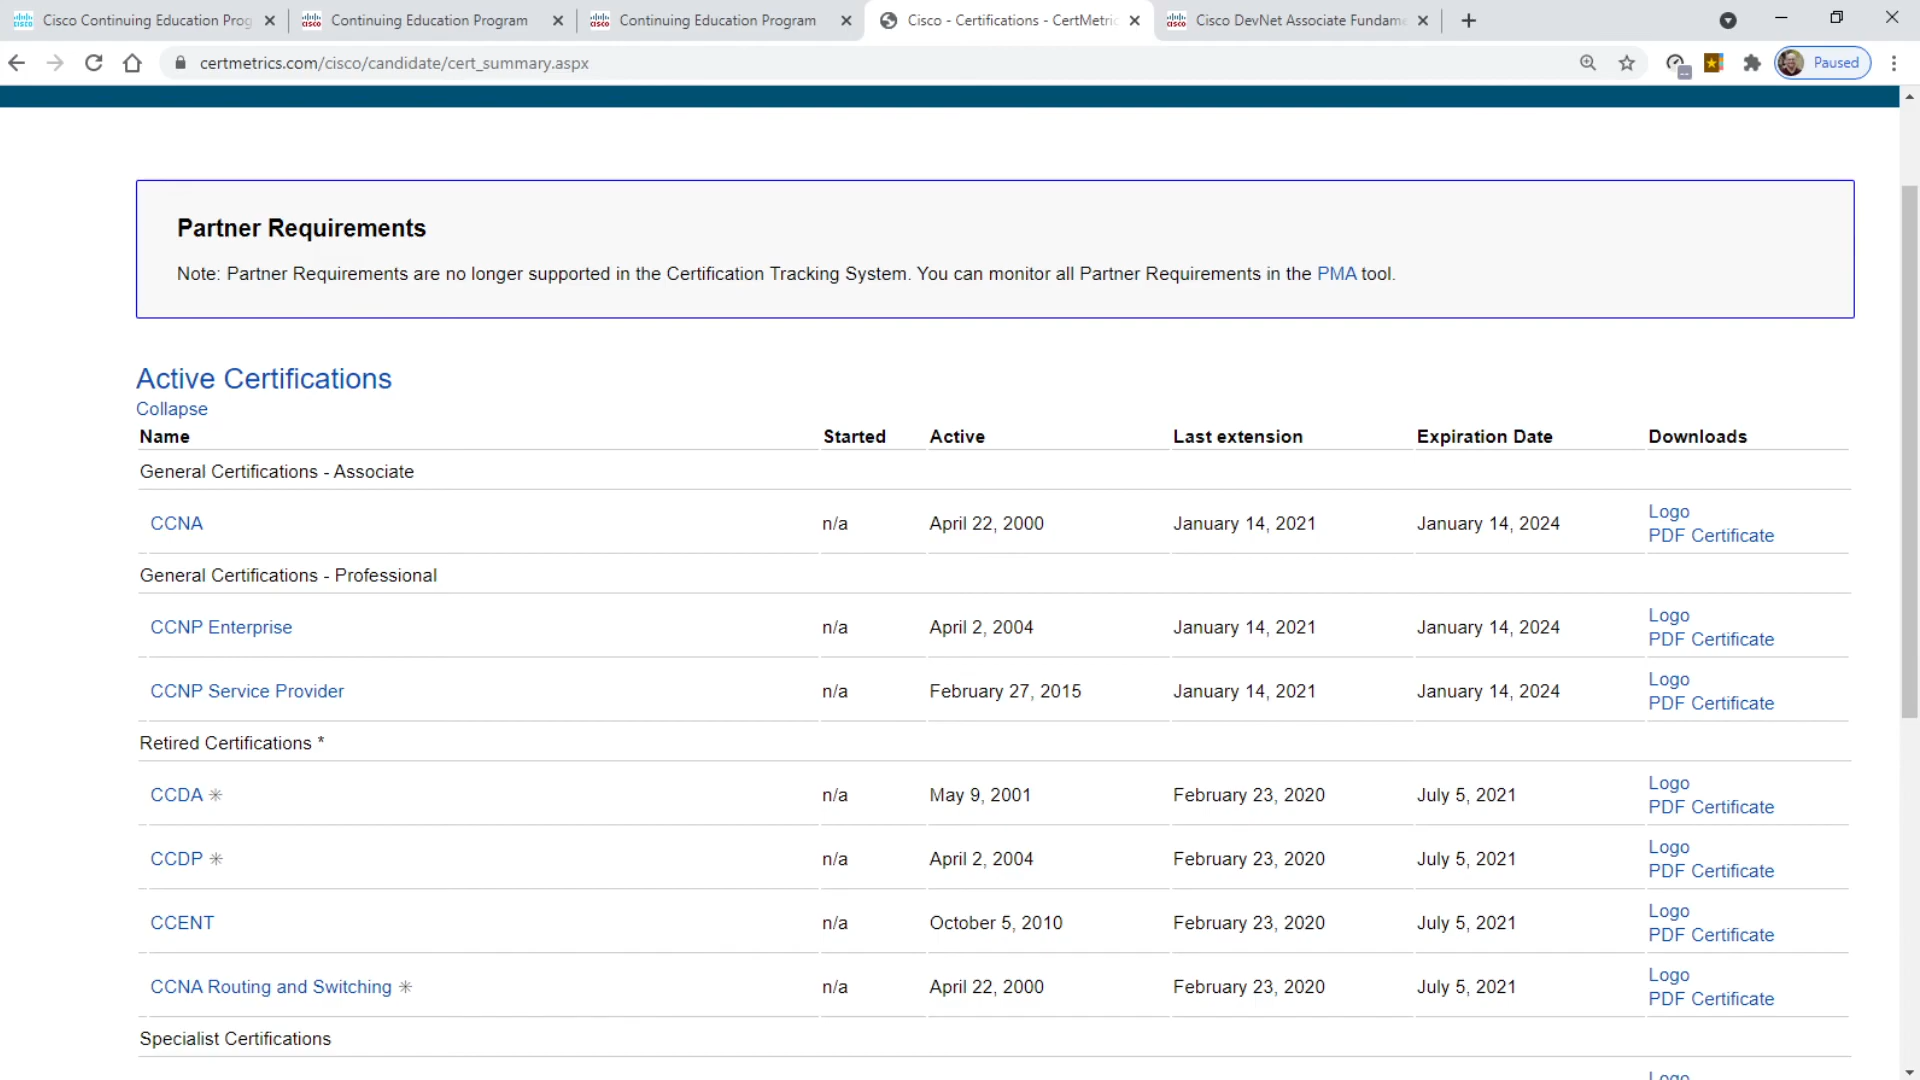 Cisco Continuing Education Prog
Continuing Education Program
Continuing Education Program
Cisco - Certifications - CertMetric
Cisco DevNet Associate Fundame
certmetrics.com/cisco/candidate/cert_summary.aspx
Paused
Partner Requirements
Note: Partner Requirements are no longer supported in the Certification Tracking System. You can monitor all Partner Requirements in the PMA tool.
Active Certifications
Collapse
Name Started Active Last extension Expiration Date Downloads
General Certifications - Associate
CCNA n/a April 22, 2000 January 14, 2021 January 14, 2024 Logo
PDF Certificate
General Certifications - Professional
CCNP Enterprise n/a April 2, 2004 January 14, 2021 January 14, 2024 Logo
PDF Certificate
CCNP Service Provider n/a February 27, 2015 January 14, 2021 January 14, 2024 Logo
PDF Certificate
Retired Certifications *
CCDA ✳ n/a May 9, 2001 February 23, 2020 July 5, 2021 Logo
PDF Certificate
CCDP ✳ n/a April 2, 2004 February 23, 2020 July 5, 2021 Logo
PDF Certificate
CCENT n/a October 5, 2010 February 23, 2020 July 5, 2021 Logo
PDF Certificate
CCNA Routing and Switching ✳ n/a April 22, 2000 February 23, 2020 July 5, 2021 Logo
PDF Certificate
Specialist Certifications
Logo